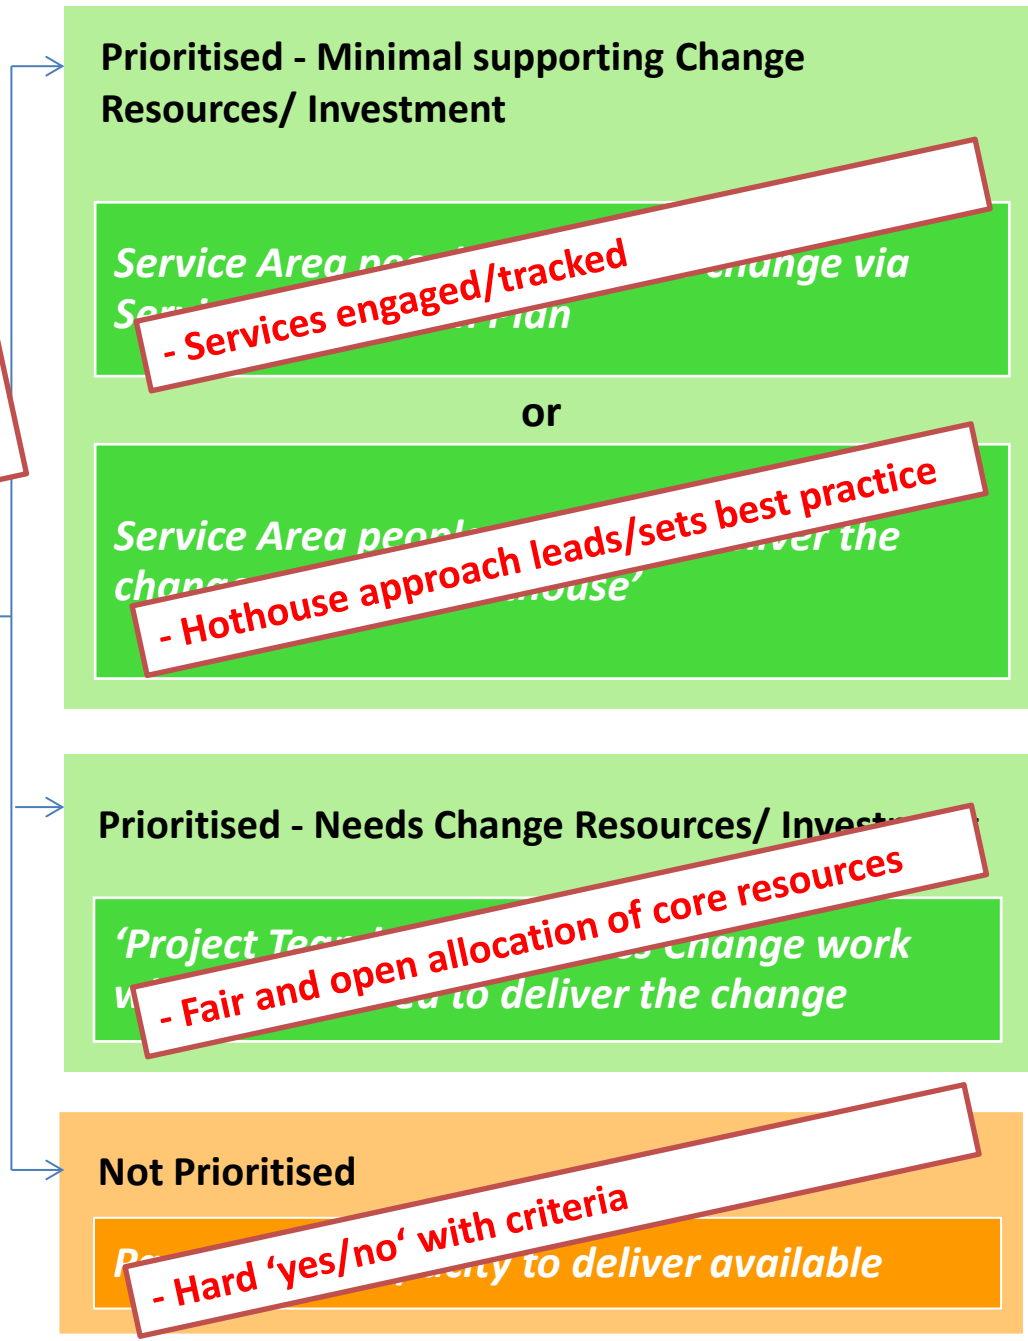 Prioritised - Minimal supporting Change
Resources/ Investment
Service Area change via
- Services engaged/tracked
Plan
or
Service Area the
- Hothouse approach leads/sets best practice
Prioritised - Needs Change Resources/
- Fair and open allocation of core resources
‘Project Change work
to deliver the change
Not Prioritised
- Hard ‘yes/no‘ with criteria
to deliver available